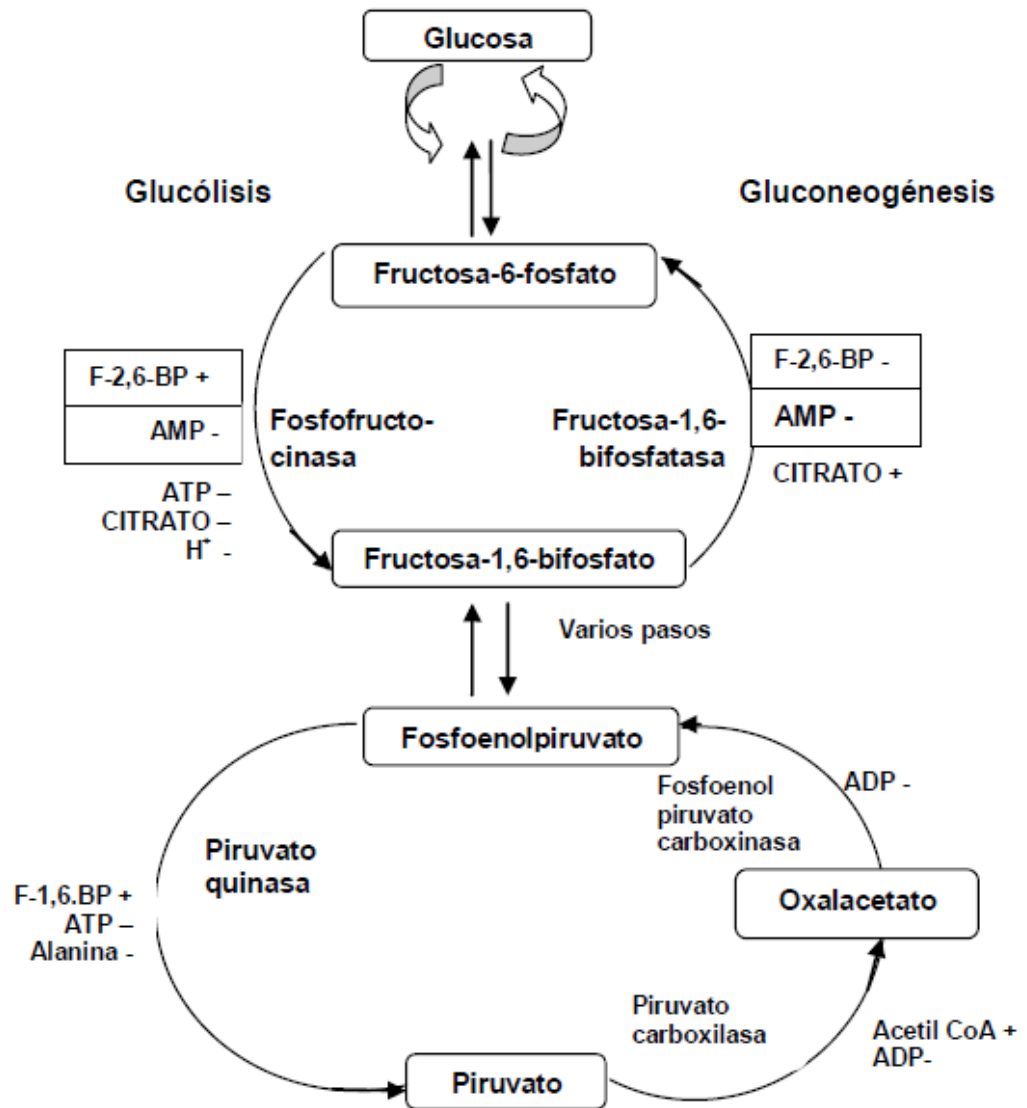 Glucosa
Glucólisis
Gluconeogénesis
Fructosa-6-fosfato
F-2,6-BP +
AMP -
ATP –
CITRATO –
H⁺ -
Fosfofructo-
cinasa
Fructosa-1,6-
bifosfatasa
F-2,6-BP -
AMP -
CITRATO +
Fructosa-1,6-bifosfato
Varios pasos
Fosfoenolpiruvato
Fosfoenol
piruvato
carboxinasa
ADP -
Piruvato
quinasa
F-1,6.BP +
ATP –
Alanina -
Oxalacetato
Piruvato
carboxilasa
Acetil CoA +
ADP-
Piruvato